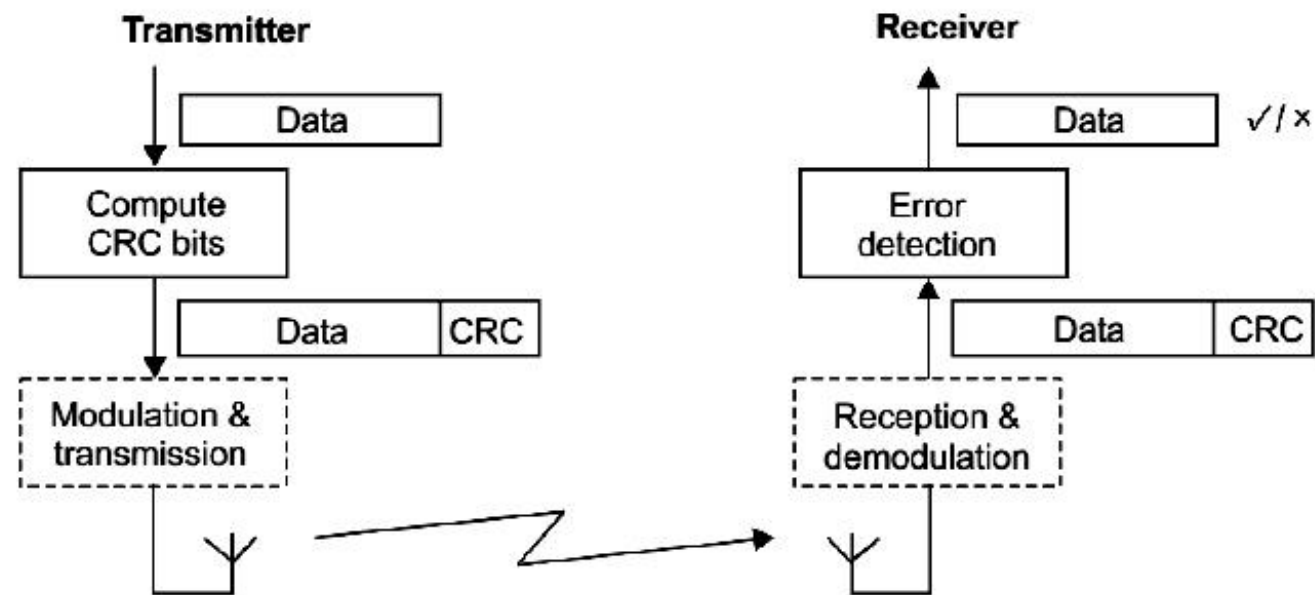 Transmitter
Data
Compute
CRC bits
Data CRC
Modulation &
transmission
Receiver
Data ✓/×
Error
detection
Data CRC
Reception &
demodulation